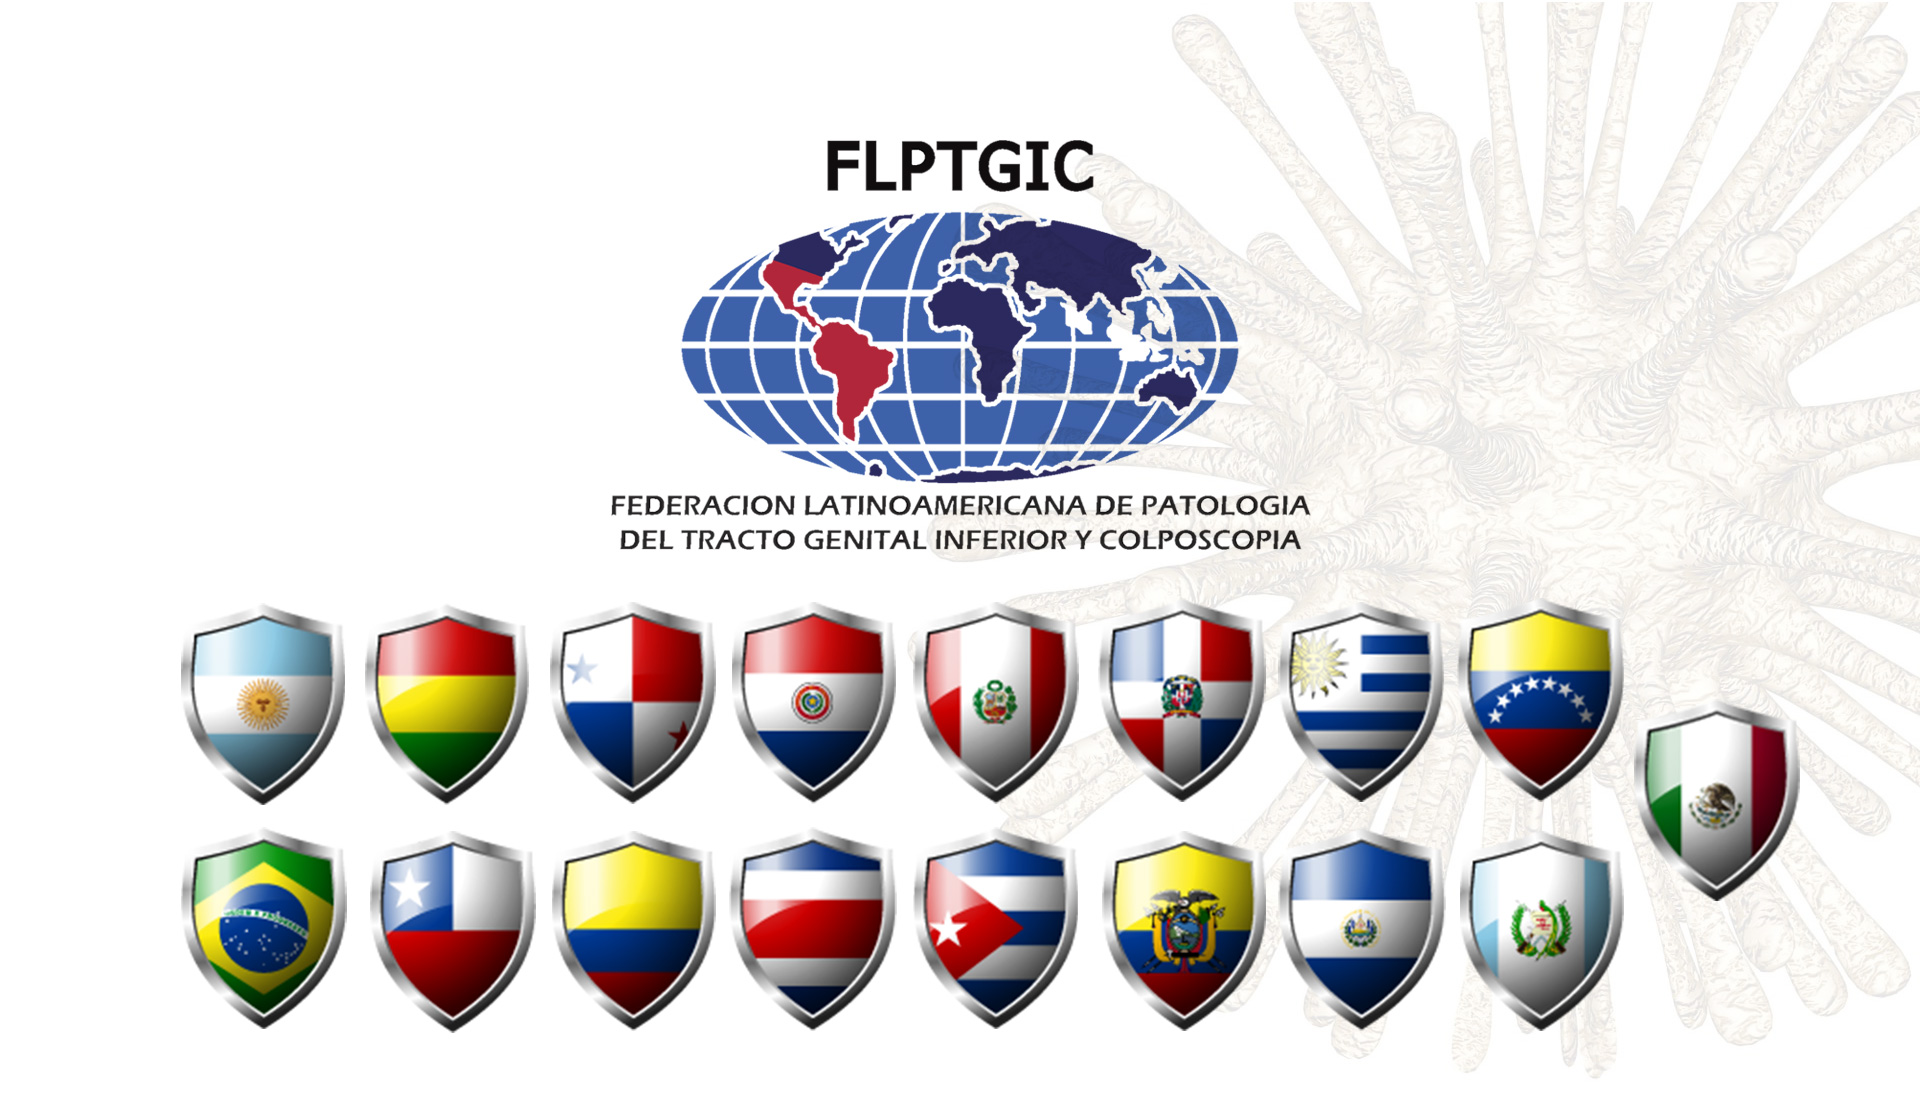 FLPTGIC
FEDERACION LATINOAMERICANA DE PATOLOGIA
DEL TRACTO GENITAL INFERIOR Y COLPOSCOPIA